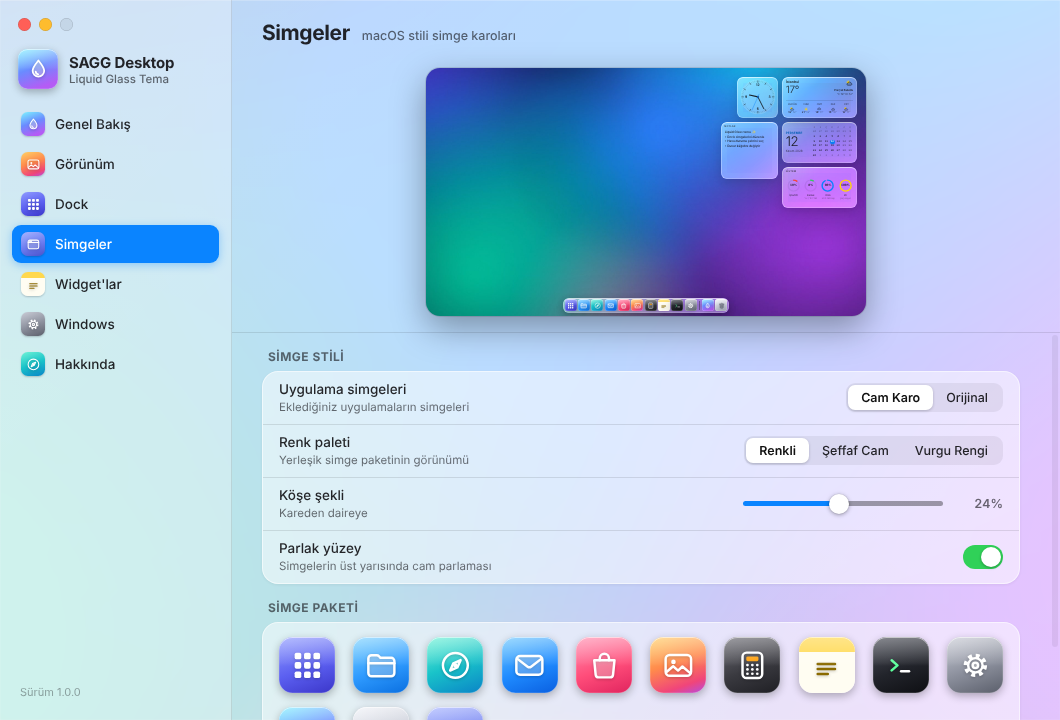 SAGG Desktop
Liquid Glass Tema
Genel Bakış
Görünüm
Dock
Simgeler
Widget'lar
Windows
Hakkında
Sürüm 1.0.0
Simgeler macOS stili simge karoları
17°
12
SİMGE STİLİ
Uygulama simgeleri
Eklediğiniz uygulamaların simgeleri
Cam Karo Orijinal
Renk paleti
Yerleşik simge paketinin görünümü
Renkli Şeffaf Cam Vurgu Rengi
Köşe şekli
Kareden daireye
24%
Parlak yüzey
Simgelerin üst yarısında cam parlaması
SİMGE PAKETİ